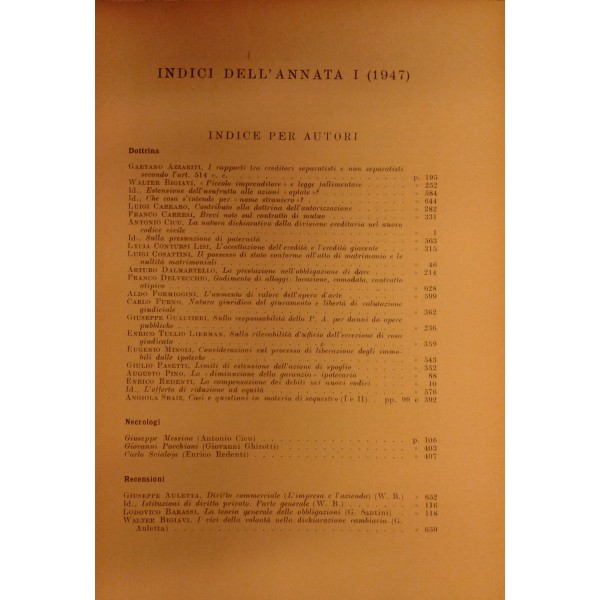 INDICI DELL'ANNATA I (1947)
INDICE PER AUTORI
Dottrina
GAETANO AZZARITI, I rapporti tra creditori separatisti e non separatisti
secondo l'art. 514 c. c. p. 195
WALTER BIGIAVI, « Piccolo imprenditore » e legge fallimentare » 252
Id., Estensione dell'usufrutto alle azioni « optate »? » 584
Id., Che cosa s'intende per « nome straniero »? » 644
LUIGI CARRARO, Contributo alla dottrina dell'autorizzazione » 282
FRANCO CARRESI, Brevi note sul contratto di mutuo » 331
ANTONIO CICU, La natura dichiarativa della divisione ereditaria nel nuovo
codice civile » 1
Id., Sulla presunzione di paternità » 563
LYCIA CONTURSI LISI, L'accettazione dell'eredità e l'eredità giacente » 315
LUIGI COSATTINI, Il possesso di stato conforme all'atto di matrimonio e le
nullità matrimoniali » 46
ARTURO DALMARTELLO, La prestazione nell'obbligazione di dare » 214
FRANCO DELVECCHIO, Godimento di alloggi: locazione, comodato, contratto
atipico » 628
ALDO FORMIGGINI, L'aumento di valore dell'opera d'arte » 599
CARLO FURNO, Natura giuridica del giuramento e libertà di valutazione
giudiciale » 362
GIUSEPPE GUALTIERI, Sulla responsabilità della P. A. per danni da opere
pubbliche » 236
ENRICO TULLIO LIEBMAN, Sulla rilevabilità d'ufficio dell'eccezione di cosa
giudicata » 359
EUGENIO MINOLI, Considerazioni sul processo di liberazione degli immo-
bili dalle ipoteche » 543
GIULIO PASETTI, Limiti di estensione dell'azione di spoglio » 352
AUGUSTO PINO, La « diminuzione della garanzia » ipotecaria » 88
ENRICO REDENTI, La compensazione dei debiti nei nuovi codici » 10
Id., L'offerta di riduzione ad equità » 576
ANGIOLA SBAIZ, Casi e questioni in materia di sequestro (I e II) pp. 99 e 392
Necrologi
Giuseppe Messina (Antonio Cicu) p. 106
Giovanni Pacchioni (Giovanni Ghirotti) » 403
Carlo Scialoja (Enrico Redenti) » 407
Recensioni
GIUSEPPE AULETTA, Diritto commerciale (L'impresa e l'azienda) (W. B.) » 652
Id., Istituzioni di diritto privato. Parte generale (W. B.) » 116
LODOVICO BARASSI, La teoria generale delle obbligazioni (G. Santini) » 118
WALTER BIGIAVI, I vizi della volontà nella dichiarazione cambiaria (G.
Auletta) » 659